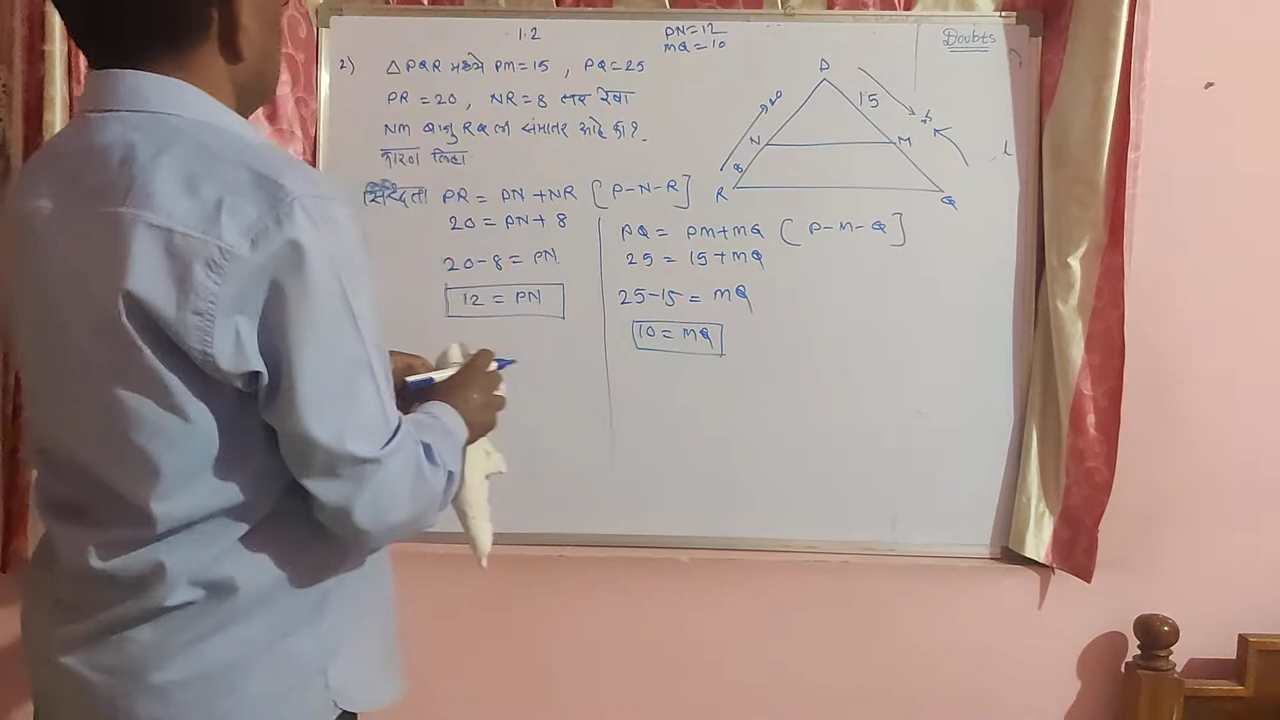 1.2
PN=12
MQ=10
Doubts
2) △PQR मध्ये PM=15, PQ=25
PR=20, NR=8 तर रेषा
NM बाजु RQ ला समांतर आहे का?
कारण लिहा
सिद्धता PR = PN+NR [P-N-R]
20 = PN+8
20-8 = PN
12 = PN
PQ = PM+MQ [P-M-Q]
25 = 15+MQ
25-15 = MQ
10 = MQ
20
15
N
M
8
R
Q